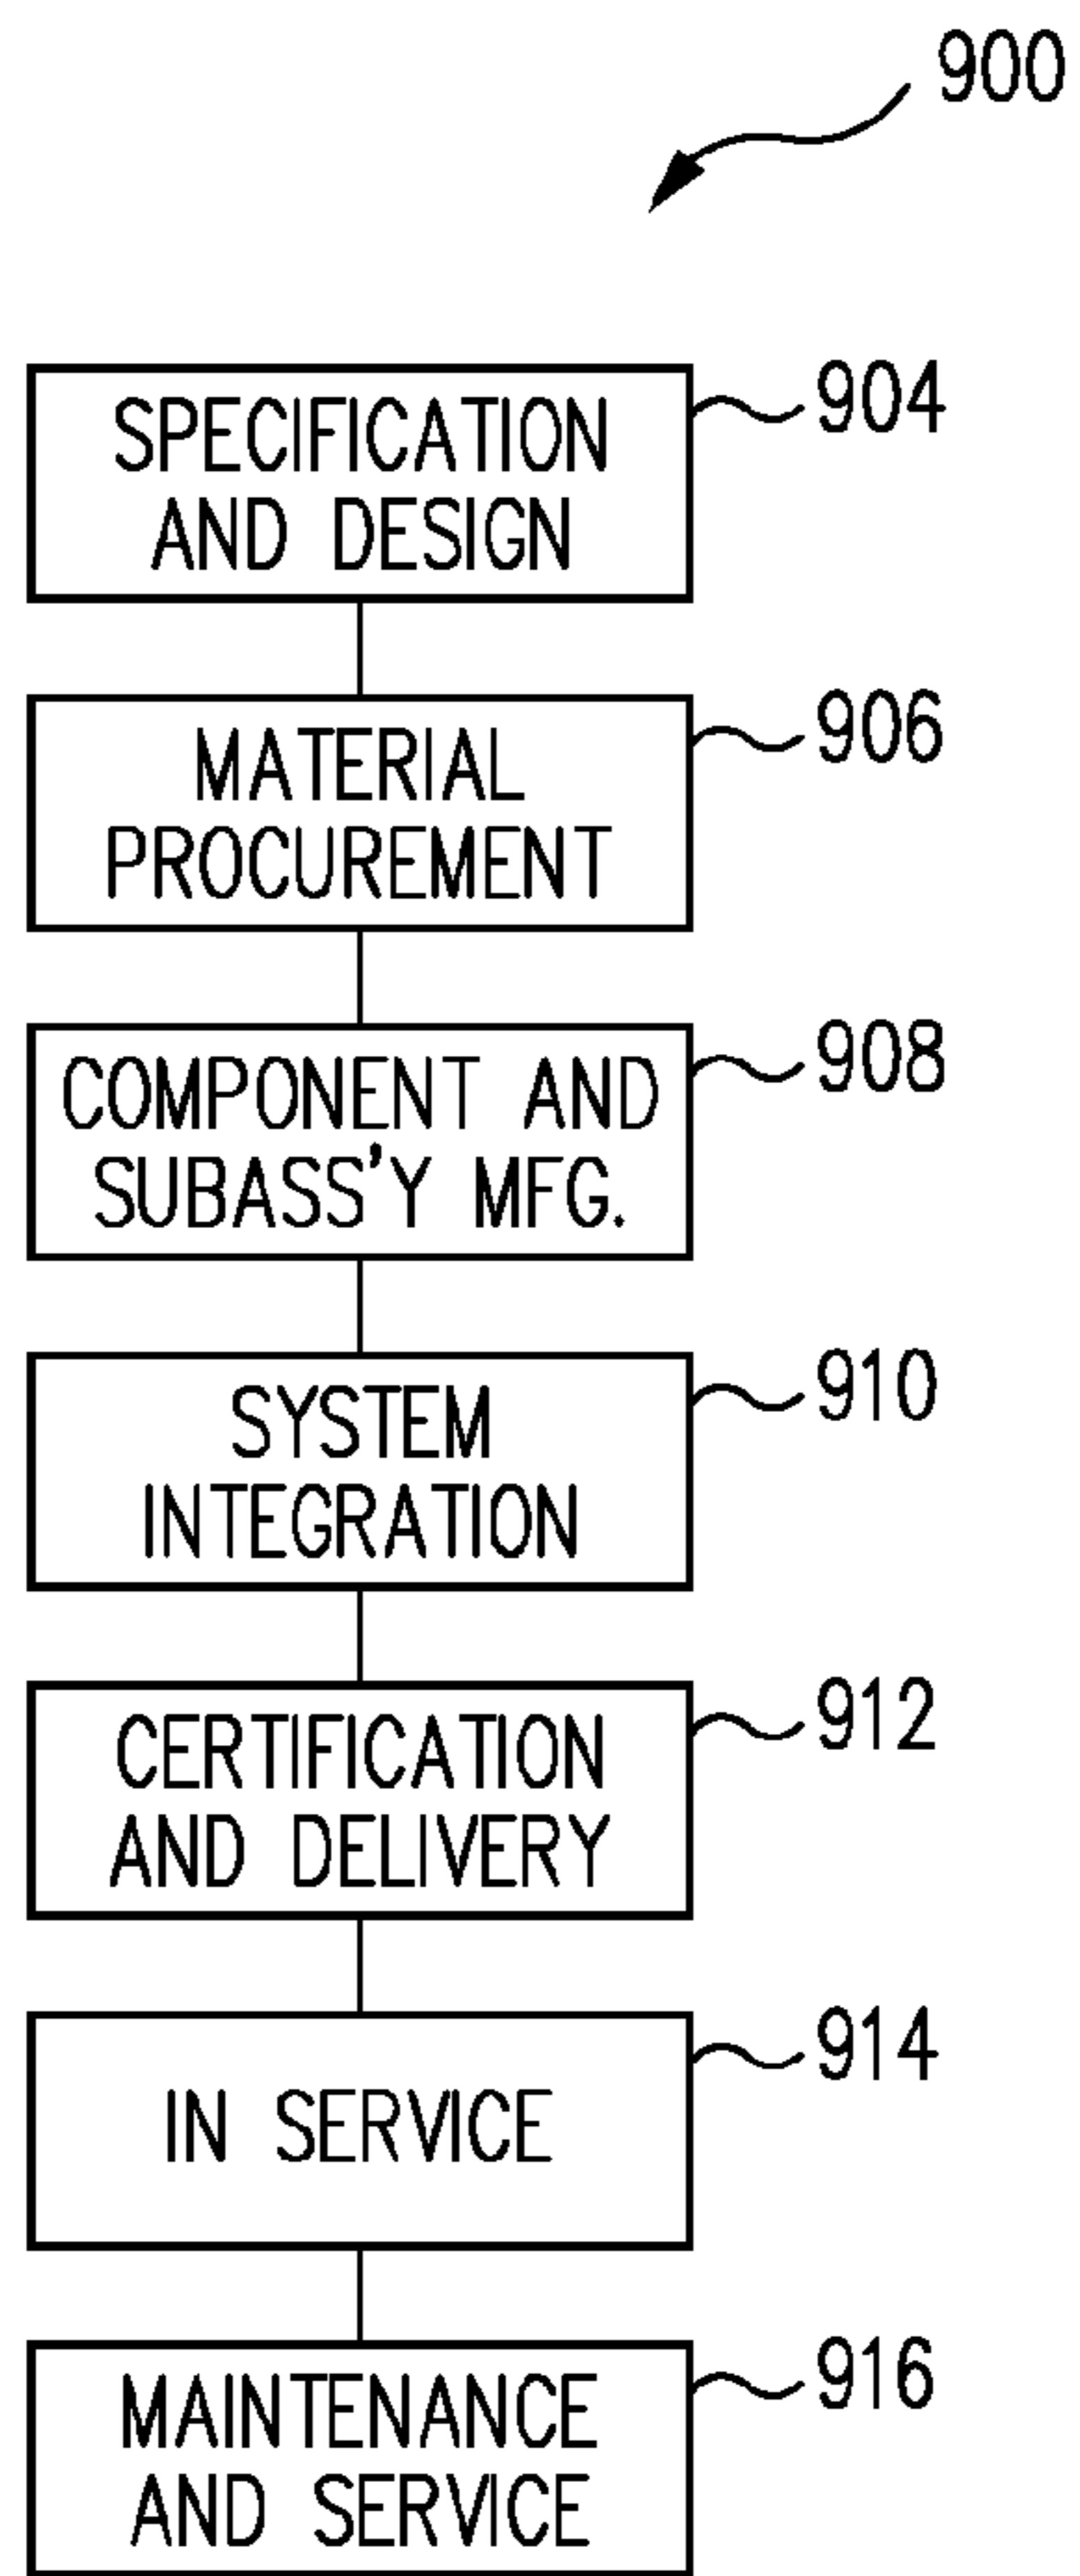 900
SPECIFICATION
AND DESIGN
904
MATERIAL
PROCUREMENT
906
COMPONENT AND
SUBASS'Y MFG.
908
SYSTEM
INTEGRATION
910
CERTIFICATION
AND DELIVERY
912
IN SERVICE
914
MAINTENANCE
AND SERVICE
916